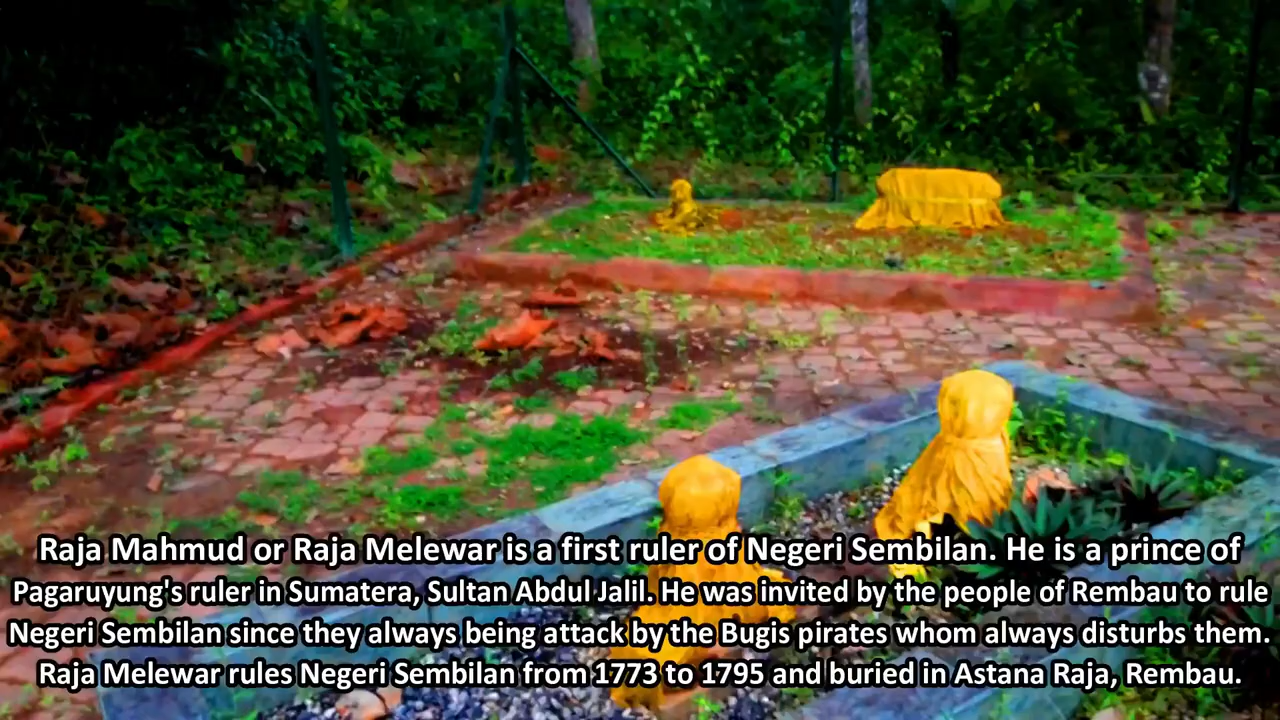 Raja Mahmud or Raja Melewar is a first ruler of Negeri Sembilan. He is a prince of
Pagaruyung's ruler in Sumatera, Sultan Abdul Jalil. He was invited by the people of Rembau to rule
Negeri Sembilan since they always being attack by the Bugis pirates whom always disturbs them.
Raja Melewar rules Negeri Sembilan from 1773 to 1795 and buried in Astana Raja, Rembau.